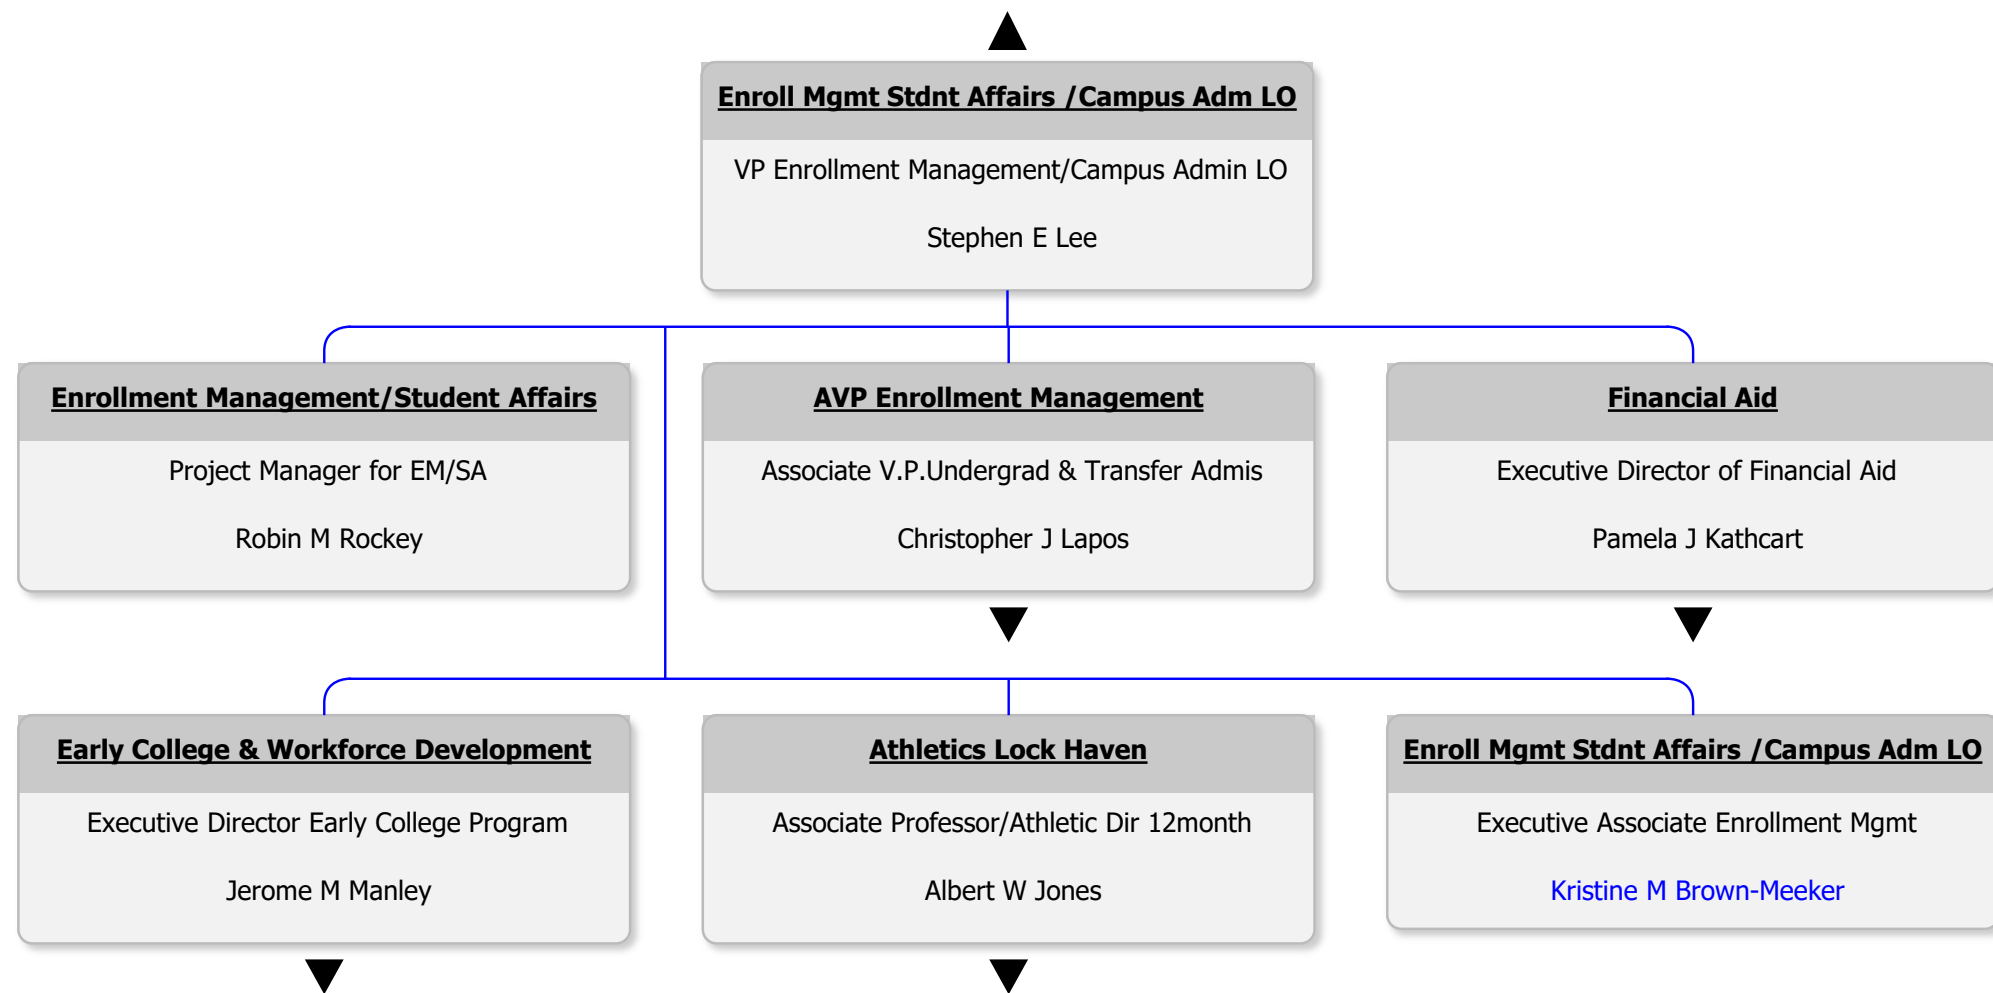 Enroll Mgmt Stdnt Affairs /Campus Adm LO
VP Enrollment Management/Campus Admin LO
Stephen E Lee
Enrollment Management/Student Affairs
Project Manager for EM/SA
Robin M Rockey
AVP Enrollment Management
Associate V.P.Undergrad & Transfer Admis
Christopher J Lapos
Financial Aid
Executive Director of Financial Aid
Pamela J Kathcart
Early College & Workforce Development
Executive Director Early College Program
Jerome M Manley
Athletics Lock Haven
Associate Professor/Athletic Dir 12month
Albert W Jones
Enroll Mgmt Stdnt Affairs /Campus Adm LO
Executive Associate Enrollment Mgmt
Kristine M Brown-Meeker